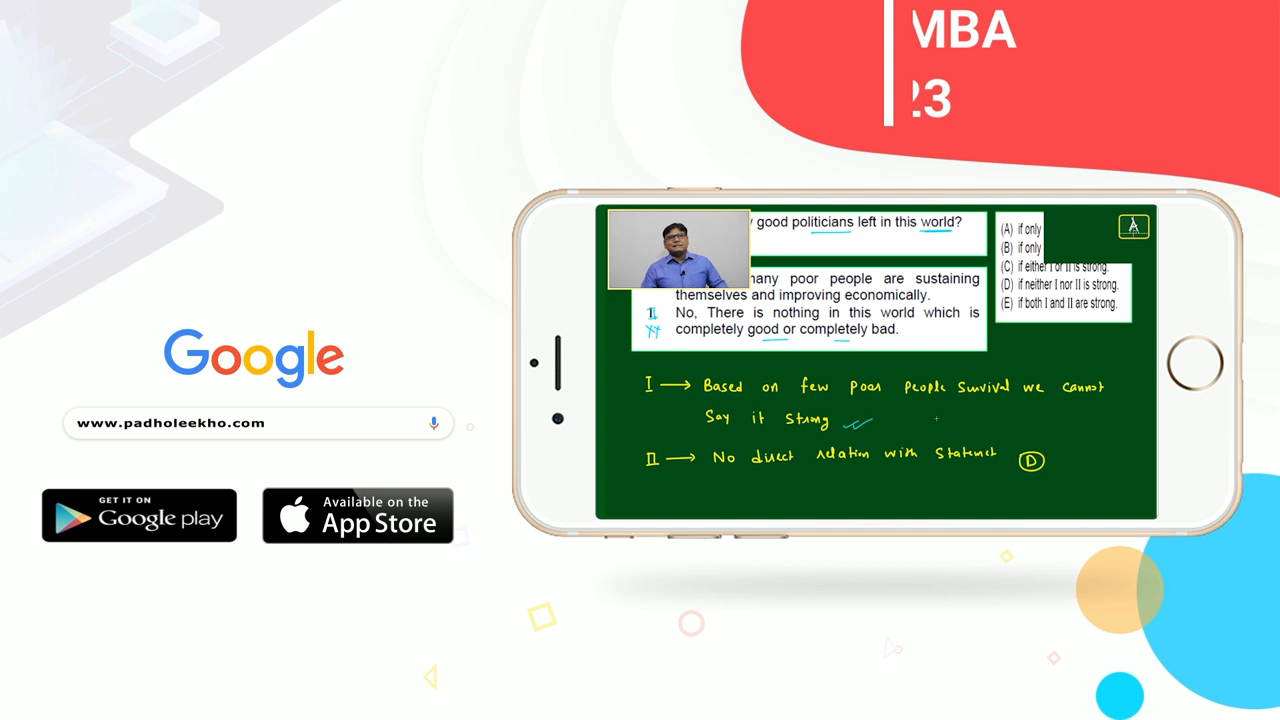 MBA
23
Google
www.padholeekho.com
GET IT ON
Google play
Available on the
App Store
good politicians left in this world?
many poor people are sustaining
themselves and improving economically.
II No, There is nothing in this world which is
completely good or completely bad.
(A) if only
(B) if only
(C) if either I or II is strong.
(D) if neither I nor II is strong.
(E) if both I and II are strong.
I → Based on few poor people survival we cannot
Say it strong
II → No direct relation with Statement D